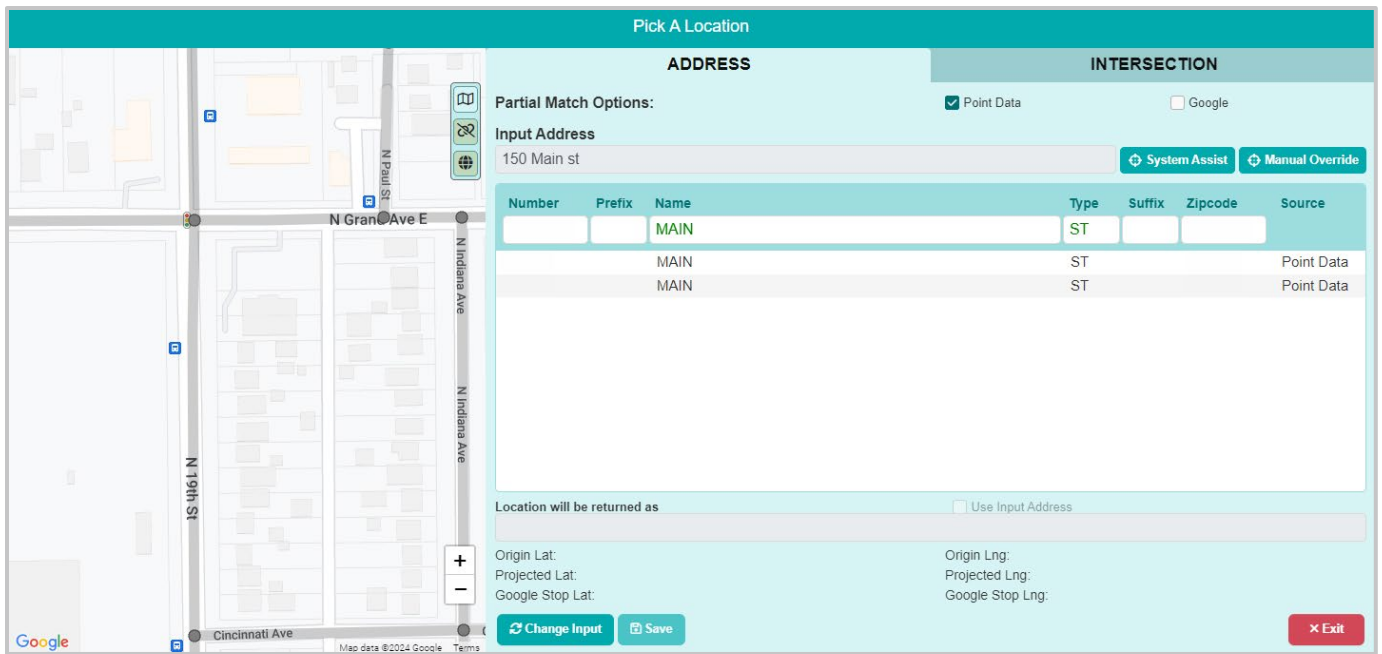 Pick A Location
ADDRESS
INTERSECTION
Partial Match Options:
Point Data
Google
Input Address
150 Main st
System Assist
Manual Override
Number Prefix Name Type Suffix Zipcode Source
MAIN ST
MAIN ST Point Data
MAIN ST Point Data
Location will be returned as
Use Input Address
Origin Lat:
Origin Lng:
Projected Lat:
Projected Lng:
Google Stop Lat:
Google Stop Lng:
Change Input
Save
× Exit
N Paul St
N Grand Ave E
N Indiana Ave
N Indiana Ave
N 19th St
+
−
Cincinnati Ave
Google
Map data ©2024 Google
Terms